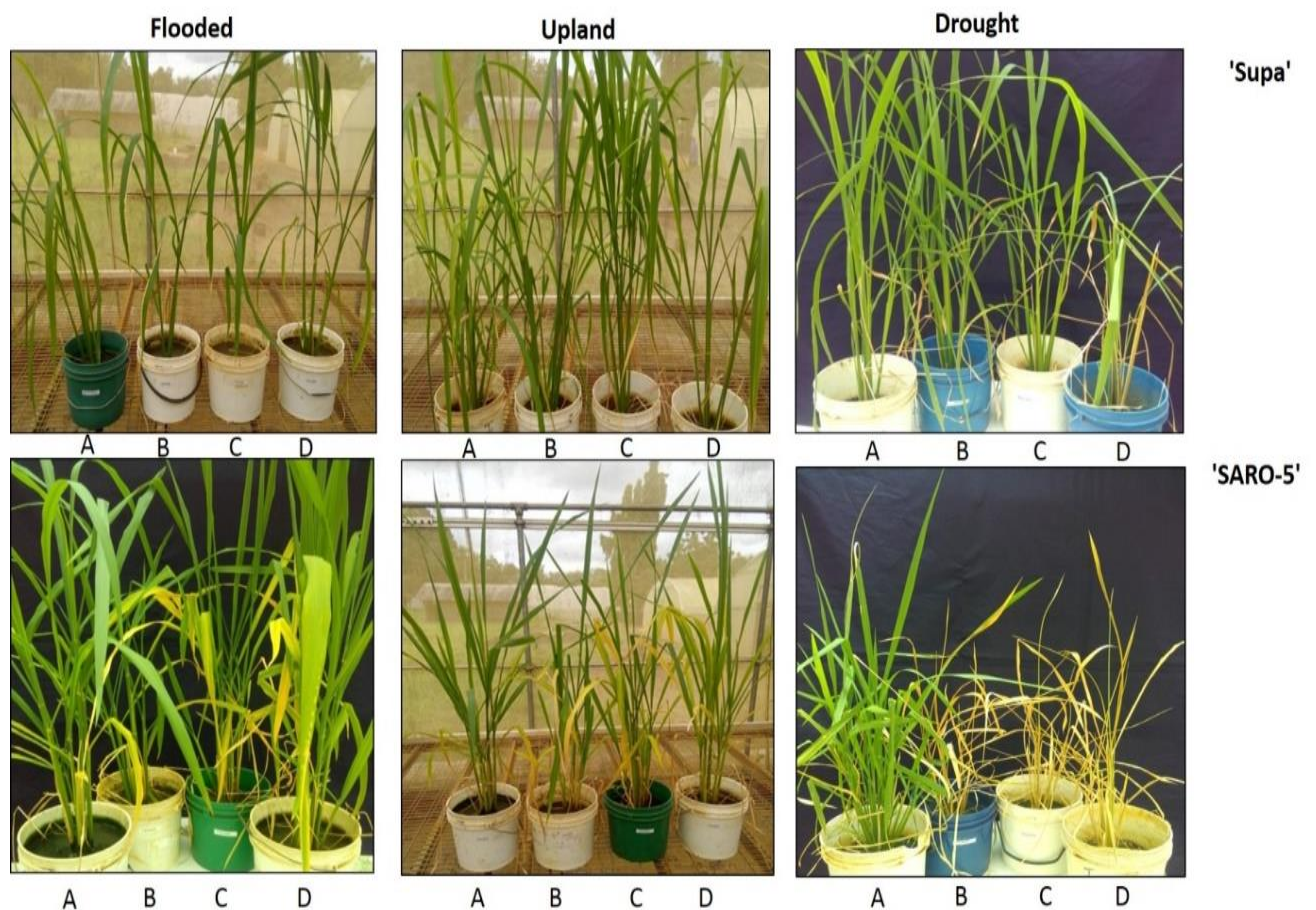 Flooded Upland Drought
'Supa'
A B C D A B C D A B C D
'SARO-5'
A B C D A B C D A B C D